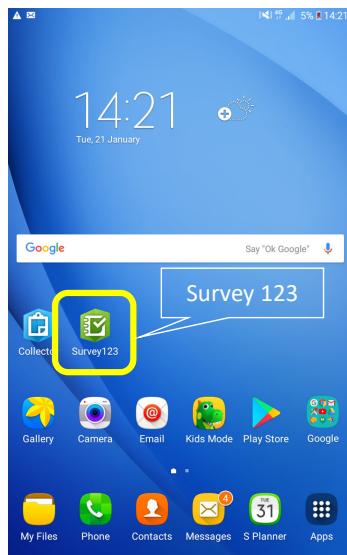 4G 5% 14:21
14:21
Tue, 21 January
Google Say "Ok Google"
Survey 123
Collector Survey123
Gallery Camera Email Kids Mode Play Store Google
4
TUE
31
My Files Phone Contacts Messages S Planner Apps